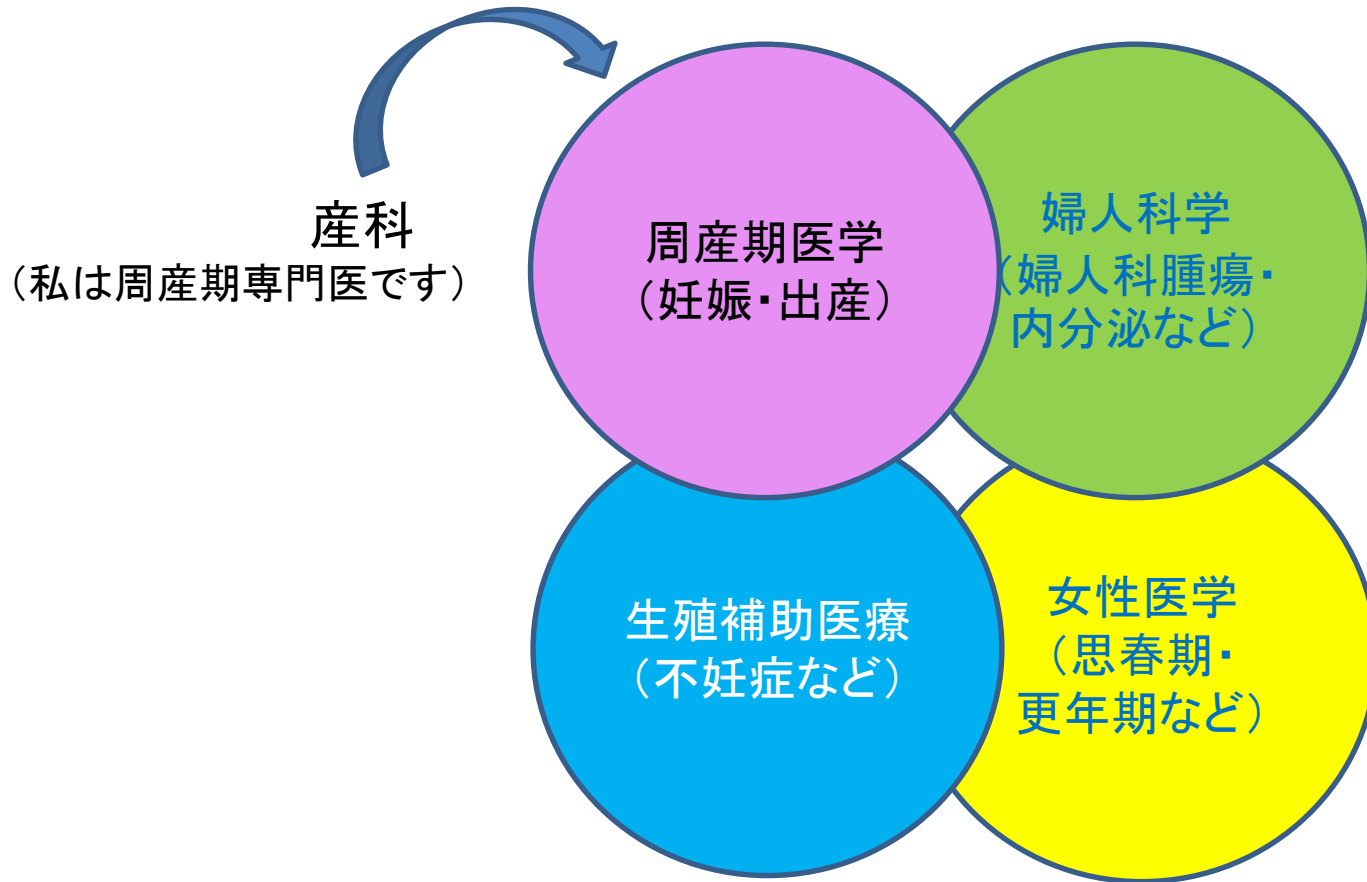 産科
（私は周産期専門医です）
周産期医学
（妊娠・出産）
婦人科学
（婦人科腫瘍・
内分泌など）
生殖補助医療
（不妊症など）
女性医学
（思春期・
更年期など）